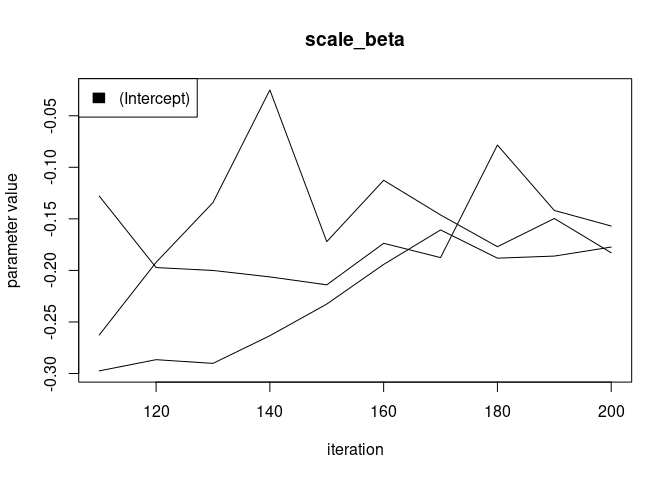 scale_beta
(Intercept)
parameter value
-0.05
-0.10
-0.15
-0.20
-0.25
-0.30
120 140 160 180 200
iteration